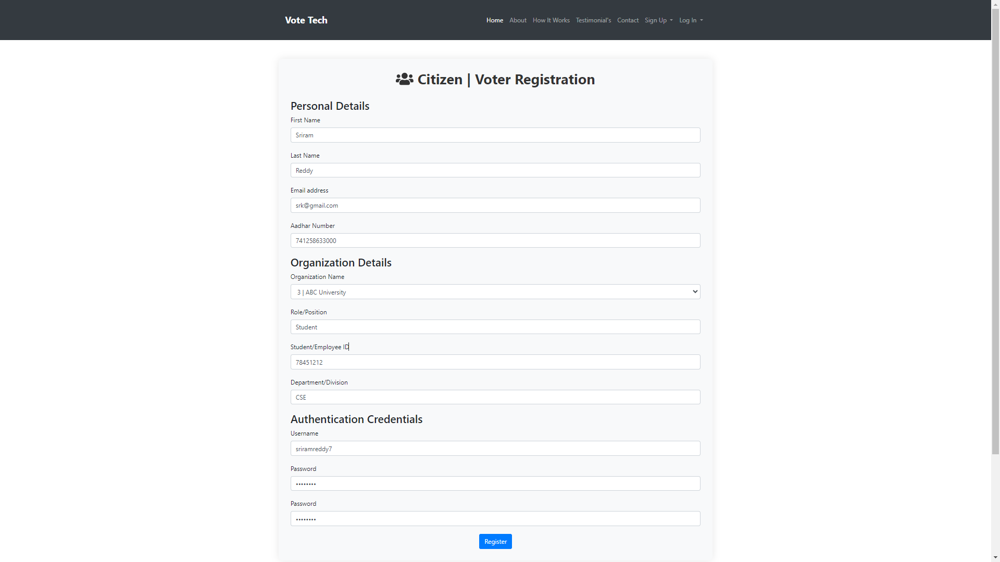 Vote Tech
Home About How It Works Testimonial's Contact Sign Up Log In
Citizen | Voter Registration
Personal Details
First Name
Sriram
Last Name
Reddy
Email address
srk@gmail.com
Aadhar Number
741258633000
Organization Details
Organization Name
3 | ABC University
Role/Position
Student
Student/Employee ID
78451212
Department/Division
CSE
Authentication Credentials
Username
sriramreddy7
Password
••••••••
Password
••••••••
Register